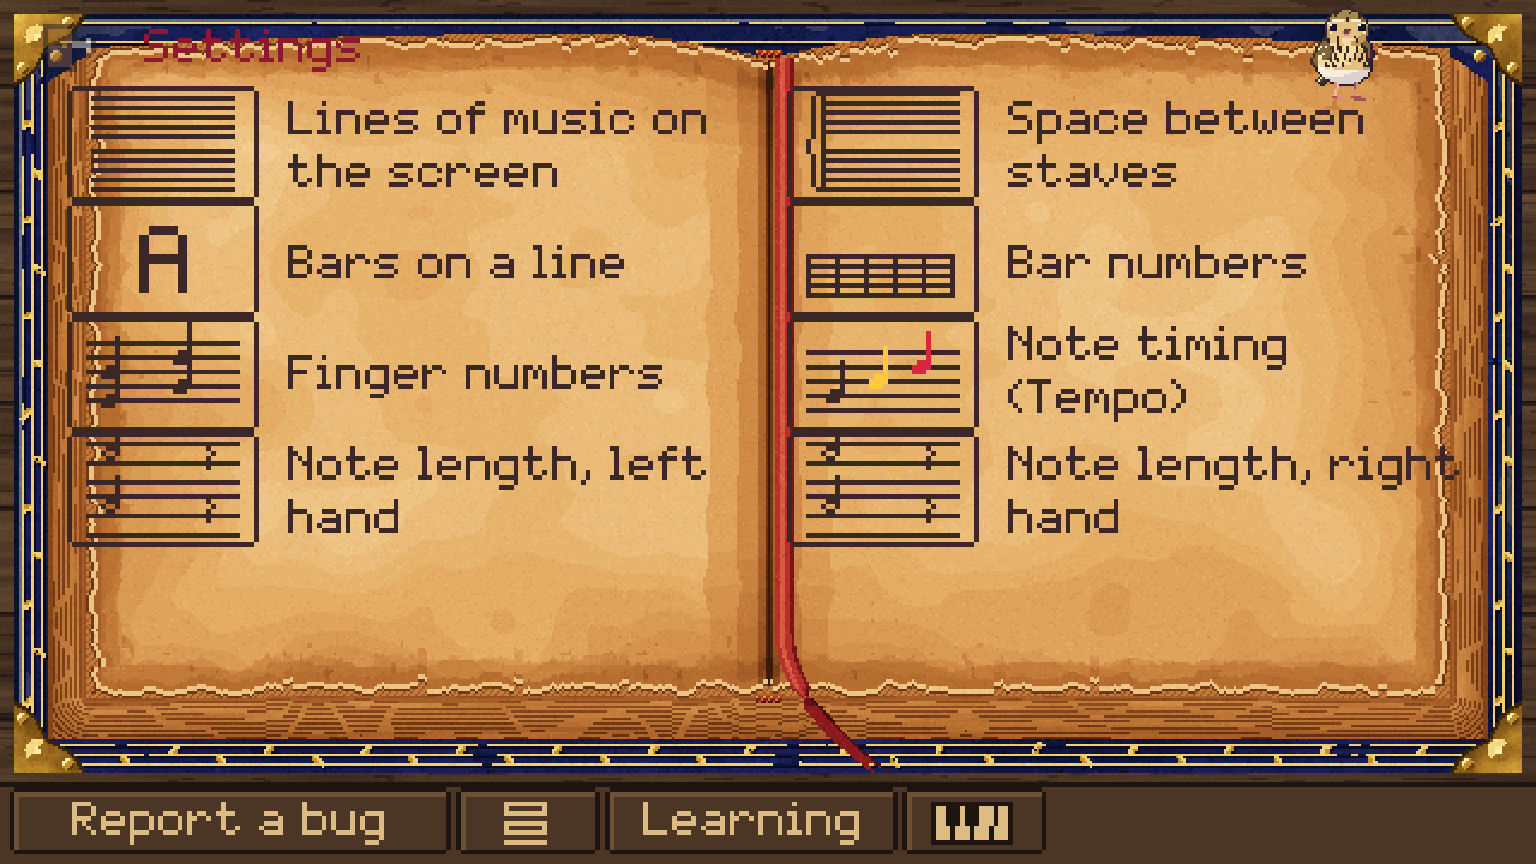 Settings
Lines of music on
the screen
A
Bars on a line
Finger numbers
Note length, left
hand
Space between
staves
Bar numbers
Note timing
(Tempo)
Note length, right
hand
Report a bug
Learning